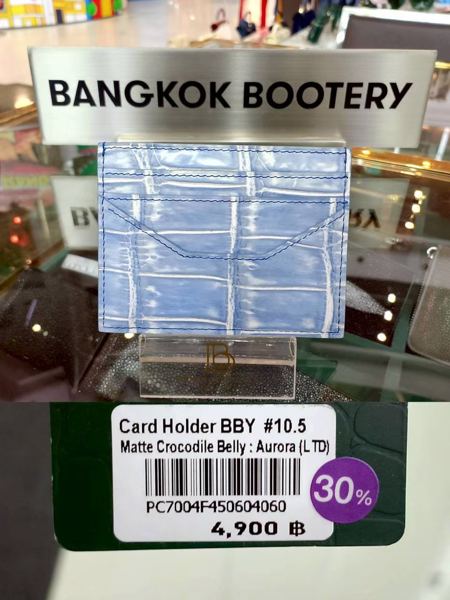 BANGKOK BOOTERY
B
Card Holder BBY #10.5
Matte Crocodile Belly : Aurora (LTD)
PC7004F450604060
4,900 ฿
30%